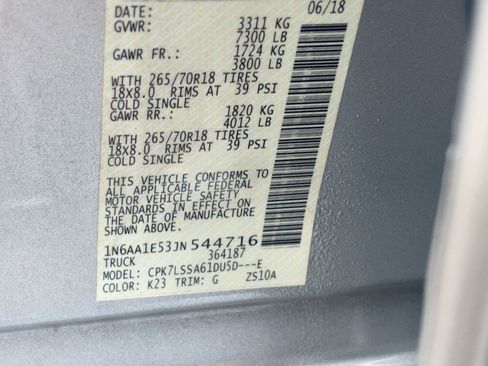 DATE: 06/18
GVWR: 3311 KG
7300 LB
GAWR FR.: 1724 KG
3800 LB
WITH 265/70R18 TIRES
18X8.0 RIMS AT 39 PSI
COLD SINGLE
GAWR RR.: 1820 KG
4012 LB
WITH 265/70R18 TIRES
18X8.0 RIMS AT 39 PSI
COLD SINGLE
THIS VEHICLE CONFORMS TO
ALL APPLICABLE FEDERAL
MOTOR VEHICLE SAFETY
STANDARDS IN EFFECT ON
THE DATE OF MANUFACTURE
1N6AA1E53JN544716
TRUCK 364187
MODEL: CPK7LSSA61DU5D---E
COLOR: K23 TRIM: G ZS10A